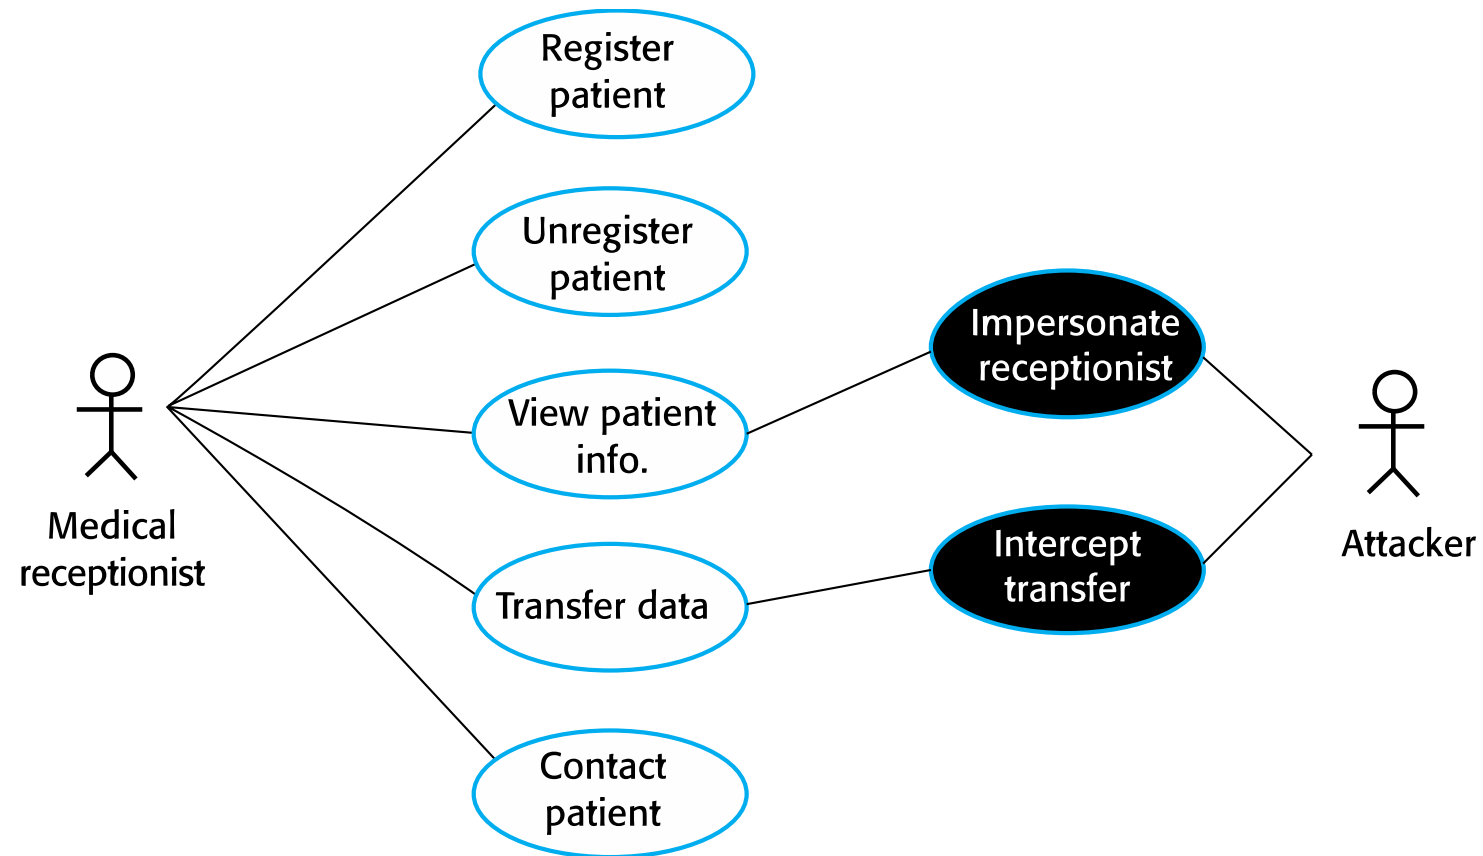 Register
patient
Unregister
patient
View patient
info.
Transfer data
Contact
patient
Medical
receptionist
Impersonate
receptionist
Intercept
transfer
Attacker